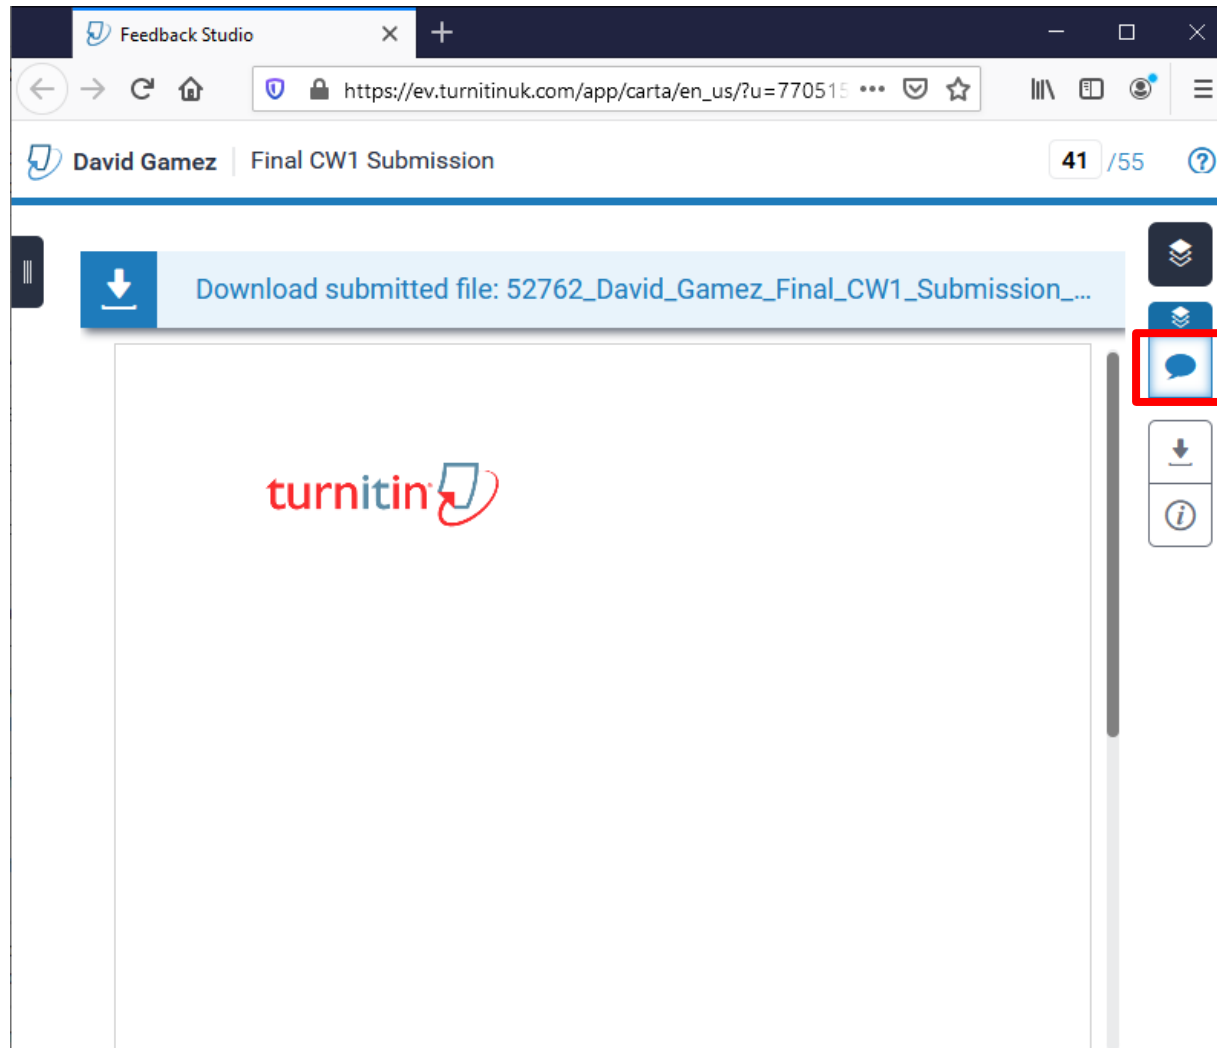 Feedback Studio
https://ev.turnitinuk.com/app/carta/en_us/?u=770515
David Gamez Final CW1 Submission 41 /55
Download submitted file: 52762_David_Gamez_Final_CW1_Submission_...
turnitin